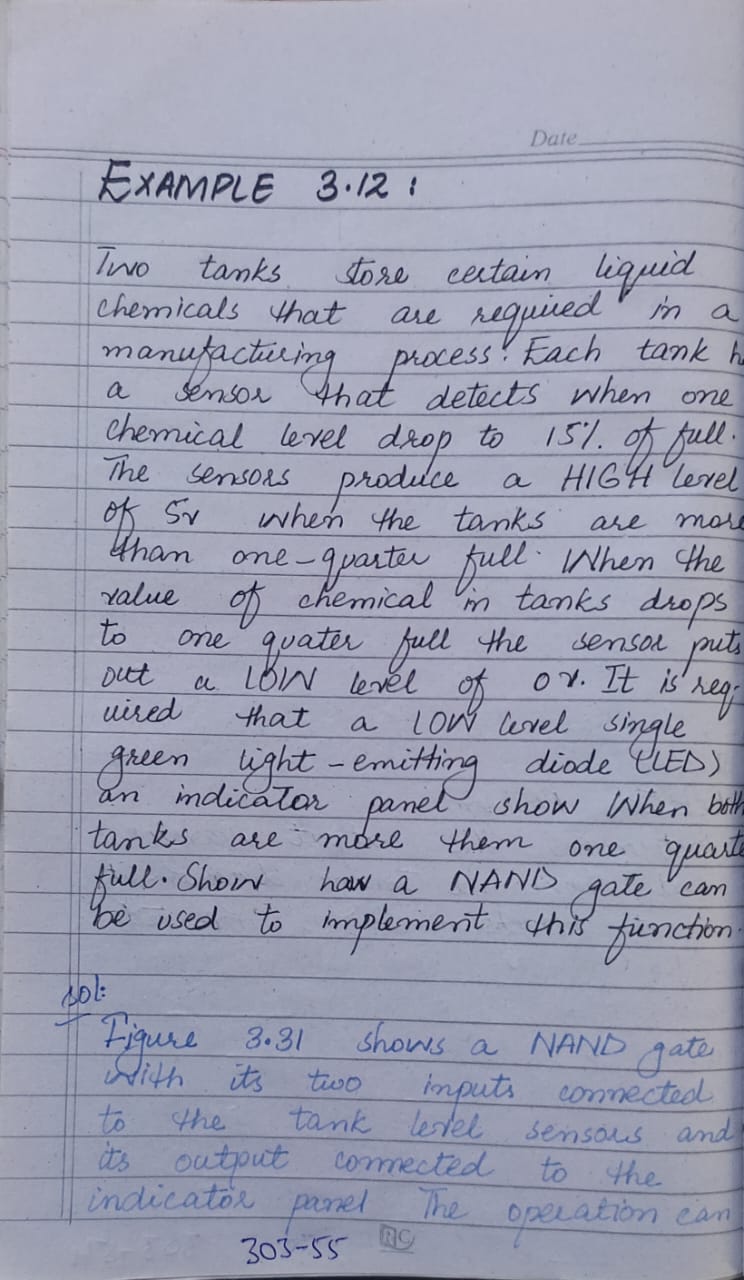 Date
EXAMPLE 3.12 :
Two tanks store certain liquid
chemicals that are required in a
manufacturing process. Each tank h
a sensor that detects when one
chemical level drop to 15% of full.
The sensors produce a HIGH level
of 5v when the tanks are more
than one-quarter full. When the
value of chemical in tanks drops
to one quater full the sensor puts
out a LOW level of 0v. It is req-
uired that a LOW level single
green light-emitting diode (LED)
an indicator panel show When both
tanks are more them one quarte
full. Show how a NAND gate can
be used to implement this function.
sol:
Figure 3.31 shows a NAND gate
with its two inputs connected
to the tank level sensors and
its output connected to the
indicator panel The operation can
303-55
RC